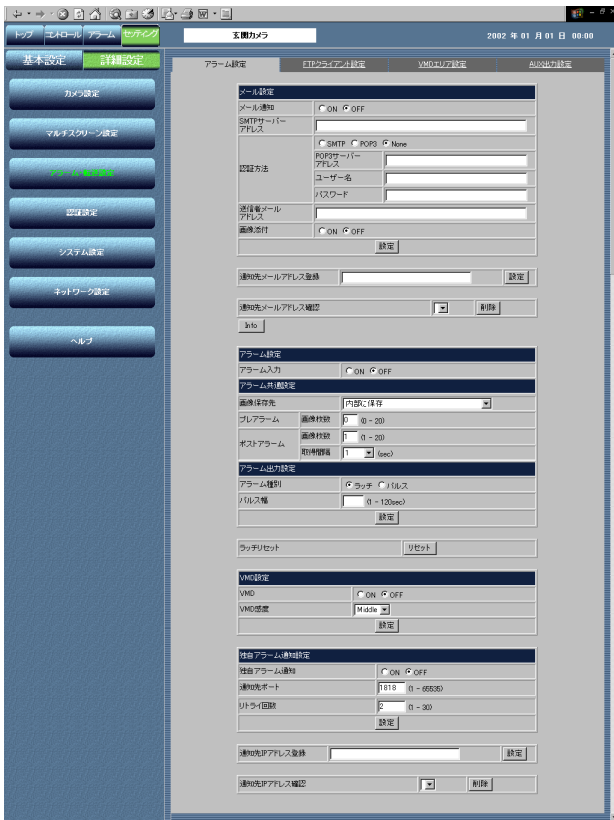 トップ コントロール アラーム セッティング
玄関カメラ
2002 年 01 月 01 日 00:00
基本設定 詳細設定
カメラ設定
マルチスクリーン設定
認証設定
システム設定
ネットワーク設定
ヘルプ
アラーム設定 FTPクライアント設定 VMDエリア設定 AUX出力設定
メール設定
メール通知 ON OFF
SMTPサーバー
アドレス
認証方法
SMTP POP3 None
POP3サーバー
アドレス
ユーザー名
パスワード
送信者メール
アドレス
画像添付 ON OFF
設定
通知先メールアドレス登録 設定
通知先メールアドレス確認 削除
Info
アラーム設定
アラーム入力 ON OFF
アラーム共通設定
画像保存先 内部に保存
プレアラーム 画像枚数 0 (0 - 20)
ポストアラーム
画像枚数 1 (1 - 20)
取得間隔 1 (sec)
アラーム出力設定
アラーム種別 ラッチ パルス
パルス幅 (1 - 120sec)
設定
ラッチリセット リセット
VMD設定
VMD ON OFF
VMD感度 Middle
設定
独自アラーム通知設定
独自アラーム通知 ON OFF
通知先ポート 1818 (1 - 65535)
リトライ回数 2 (1 - 30)
設定
通知先IPアドレス登録 設定
通知先IPアドレス確認 削除